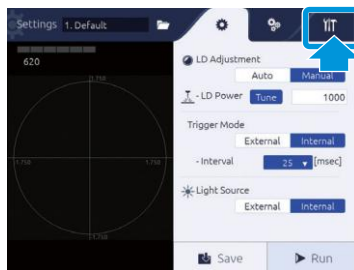 Settings 1. Default
620
1.750
1.750
1.750
1.750
LD Adjustment
Auto Manual
- LD Power Tune 1000
Trigger Mode
External Internal
- Interval 25 [msec]
Light Source
External Internal
Save Run